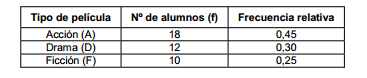 Tipo de película Nº de alumnos (f) Frecuencia relativa
Acción (A) 18 0,45
Drama (D) 12 0,30
Ficción (F) 10 0,25